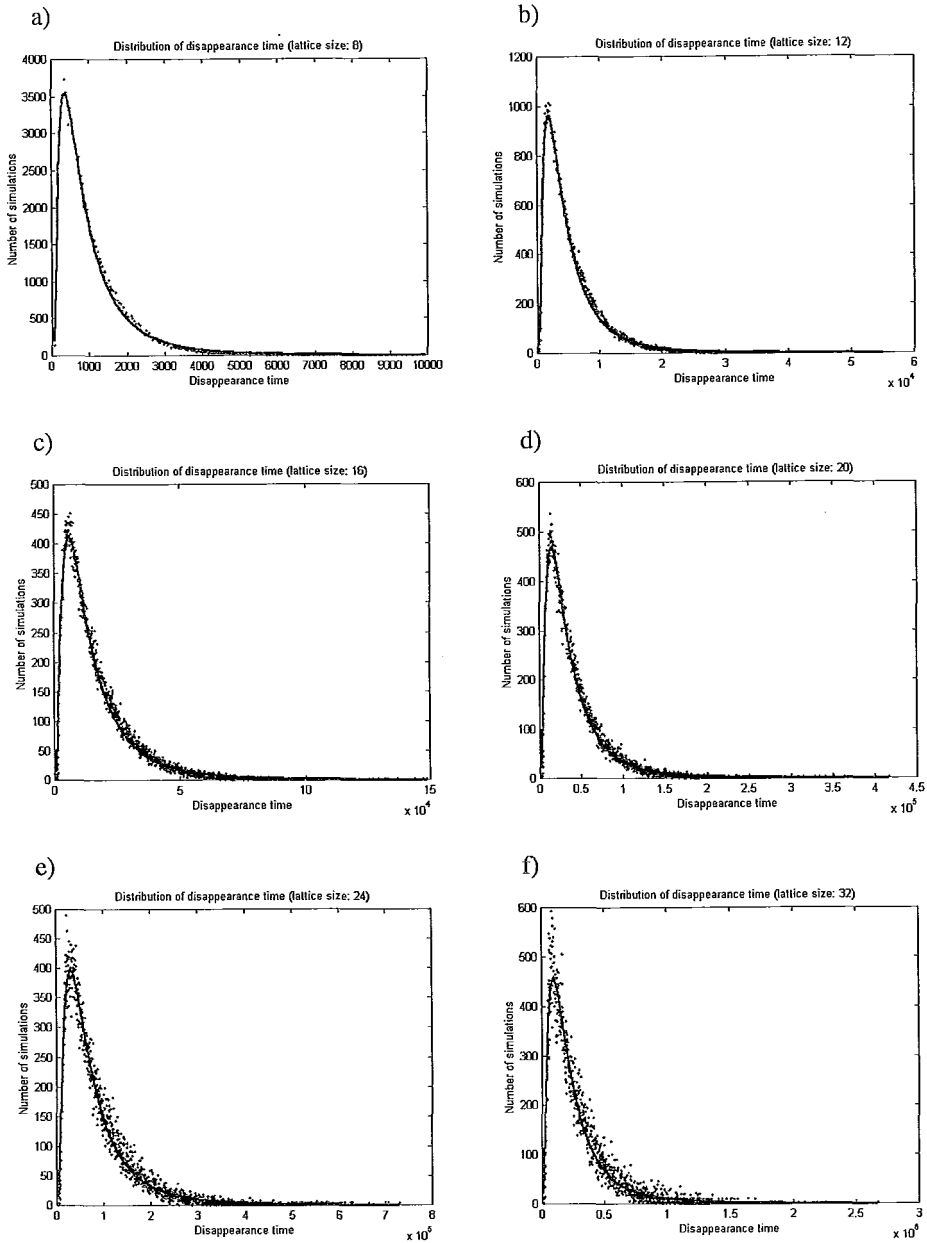 a)
Distribution of disappearance time (lattice size: 8)
Number of simulations
4000
3500
3000
2500
2000
1500
1000
500
0
0 1000 2000 3000 4000 5000 6000 7000 8000 9000 10000
Disappearance time
b)
Distribution of disappearance time (lattice size: 12)
Number of simulations
1200
1000
800
600
400
200
0
0 1 2 3 4 5 6
Disappearance time
x 10^4
c)
Distribution of disappearance time (lattice size: 16)
Number of simulations
500
450
400
350
300
250
200
150
100
50
0
0 5 10 15
Disappearance time
x 10^4
d)
Distribution of disappearance time (lattice size: 20)
Number of simulations
600
500
400
300
200
100
0
0 0.5 1 1.5 2 2.5 3 3.5 4 4.5
Disappearance time
x 10^5
e)
Distribution of disappearance time (lattice size: 24)
Number of simulations
500
450
400
350
300
250
200
150
100
50
0
0 1 2 3 4 5 6 7 8
Disappearance time
x 10^5
f)
Distribution of disappearance time (lattice size: 32)
Number of simulations
600
500
400
300
200
100
0
0 0.5 1 1.5 2 2.5 3
Disappearance time
x 10^6